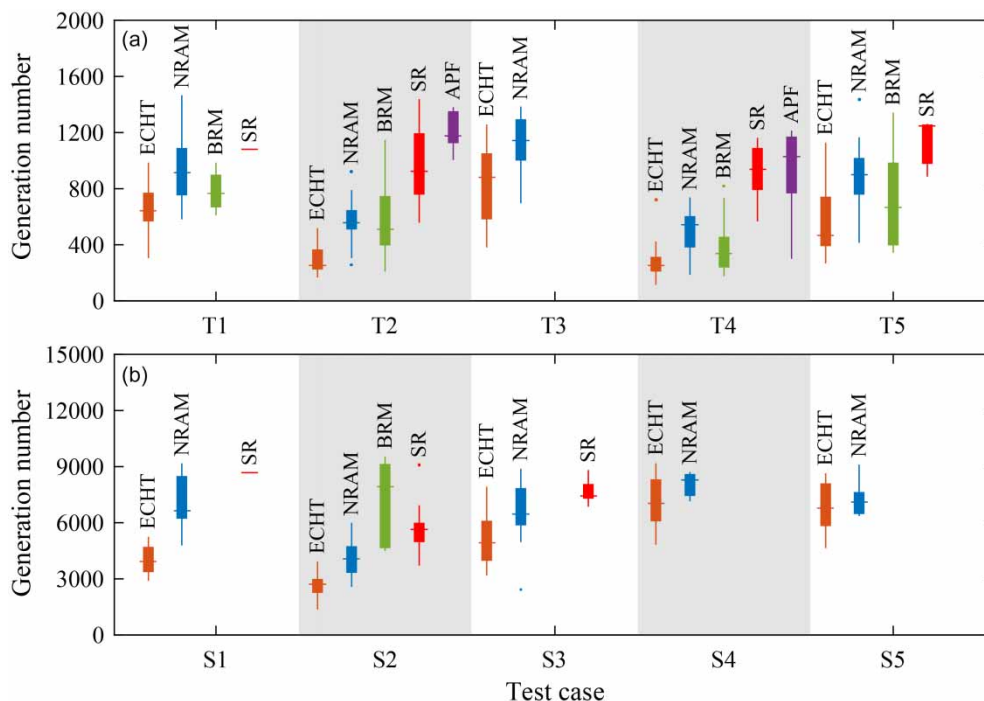 (a)
Generation number
2000
1600
1200
800
400
0
ECHT
NRAM
BRM
SR
ECHT
NRAM
BRM
SR
APF
ECHT
NRAM
ECHT
NRAM
BRM
SR
APF
ECHT
NRAM
BRM
SR
T1 T2 T3 T4 T5
(b)
Generation number
15000
12000
9000
6000
3000
0
ECHT
NRAM
SR
ECHT
NRAM
BRM
SR
ECHT
NRAM
SR
ECHT
NRAM
ECHT
NRAM
S1 S2 S3 S4 S5
Test case